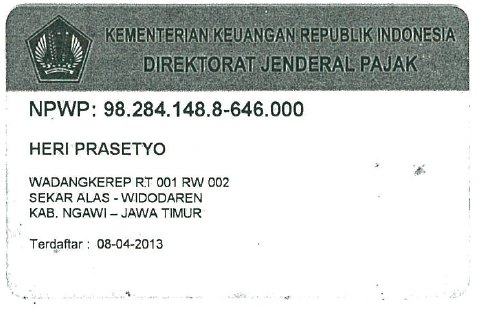 KEMENTERIAN KEUANGAN REPUBLIK INDONESIA
DIREKTORAT JENDERAL PAJAK
NPWP: 98.284.148.8-646.000
HERI PRASETYO
WADANGKEREP RT 001 RW 002
SEKAR ALAS - WIDODAREN
KAB. NGAWI – JAWA TIMUR
Terdaftar : 08-04-2013